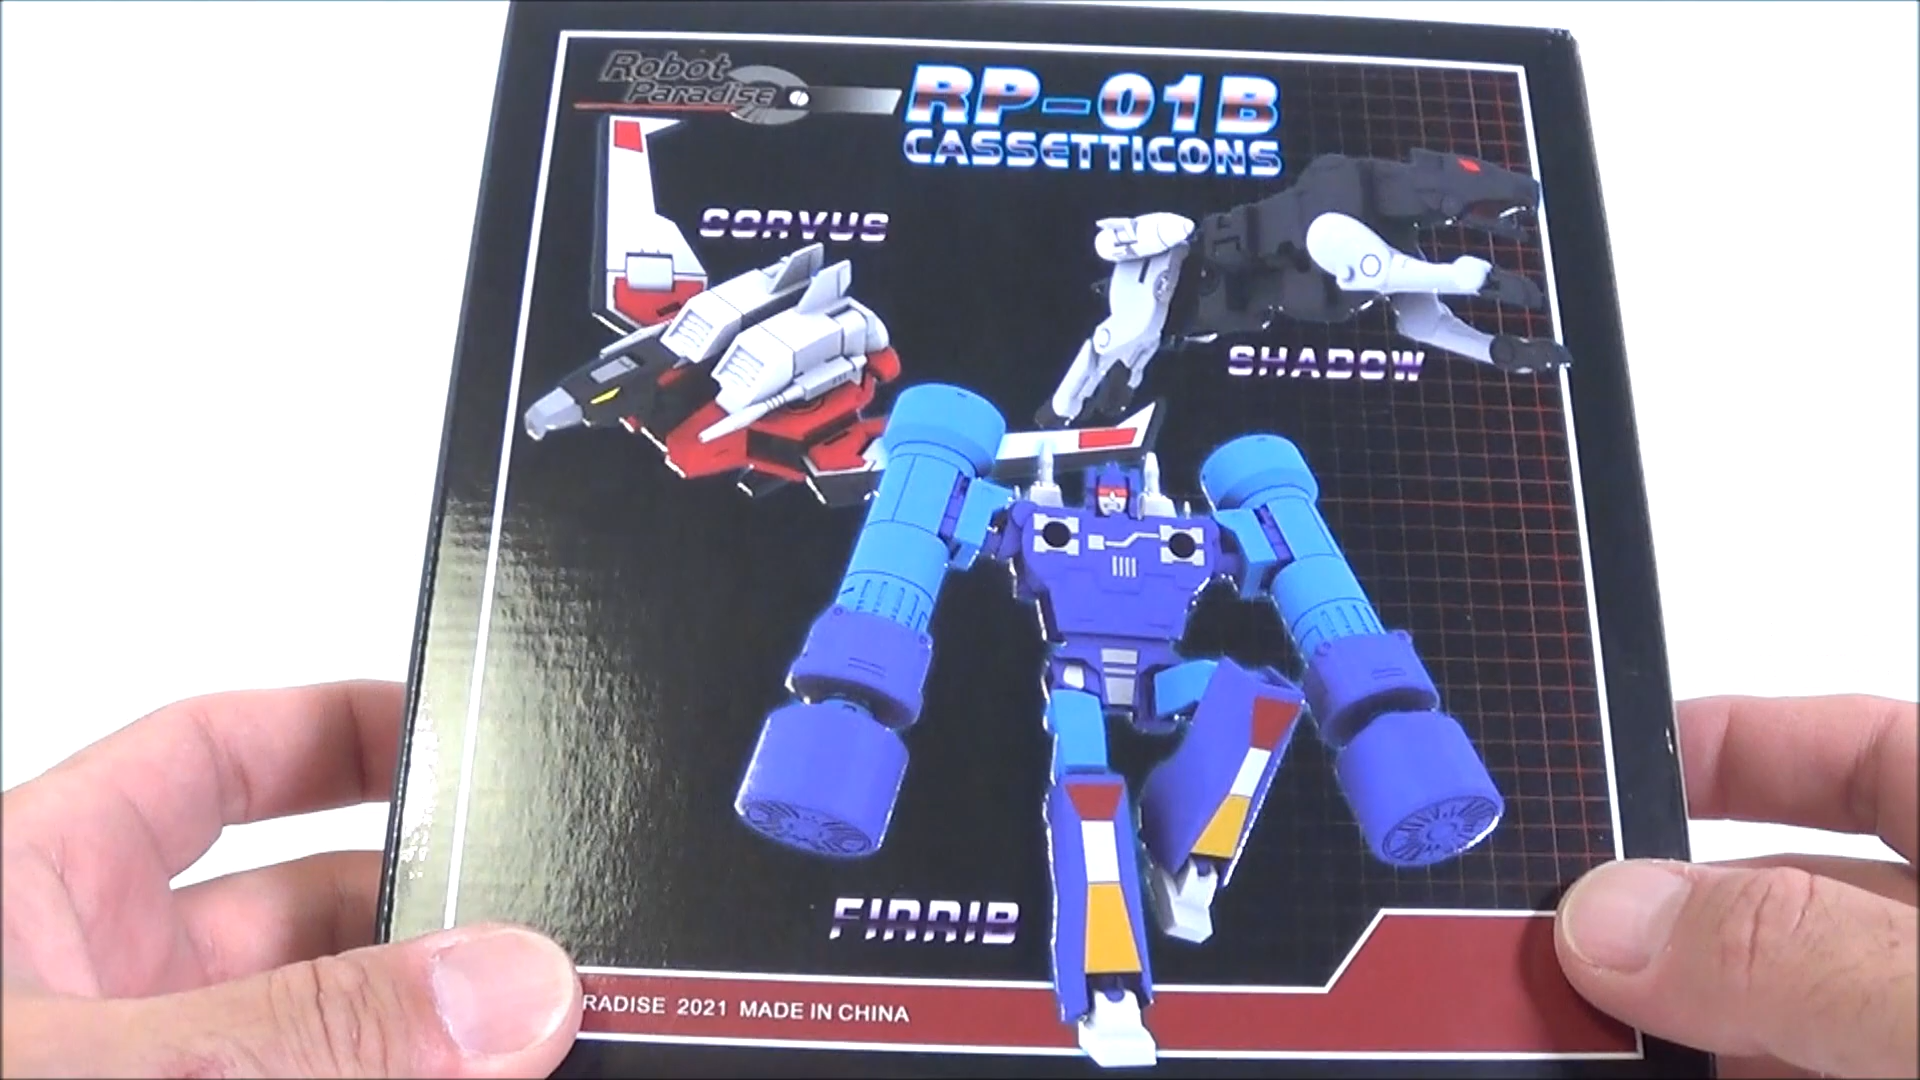 Robot
Paradise
RP-01B
CASSETTICONS
CORVUS
SHADOW
FIRRIB
RADISE 2021 MADE IN CHINA